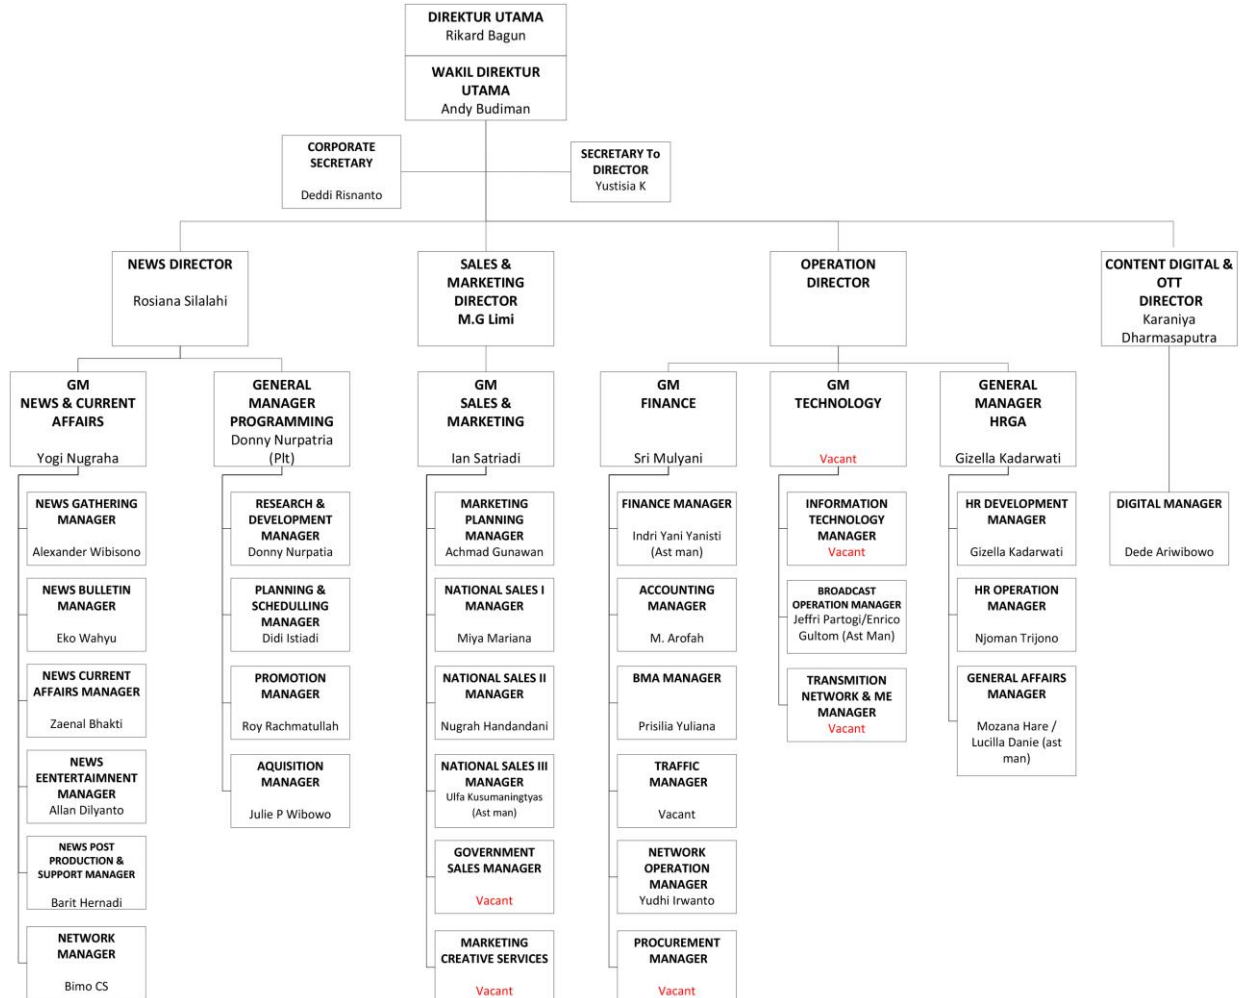 DIREKTUR UTAMA
Rikard Bagun
WAKIL DIREKTUR
UTAMA
Andy Budiman
CORPORATE
SECRETARY
Deddi Risnanto
SECRETARY To
DIRECTOR
Yustisia K
NEWS DIRECTOR
Rosiana Silalahi
SALES &
MARKETING
DIRECTOR
M.G Limi
OPERATION
DIRECTOR
CONTENT DIGITAL &
OTT
DIRECTOR
Karaniya
Dharmasaputra
GM
NEWS & CURRENT
AFFAIRS
Yogi Nugraha
GENERAL
MANAGER
PROGRAMMING
Donny Nurpatria
(Plt)
GM
SALES &
MARKETING
Ian Satriadi
GM
FINANCE
Sri Mulyani
GM
TECHNOLOGY
Vacant
GENERAL
MANAGER
HRGA
Gizella Kadarwati
NEWS GATHERING
MANAGER
Alexander Wibisono
NEWS BULLETIN
MANAGER
Eko Wahyu
NEWS CURRENT
AFFAIRS MANAGER
Zaenal Bhakti
NEWS
EENTERTAIMNENT
MANAGER
Allan Dilyanto
NEWS POST
PRODUCTION &
SUPPORT MANAGER
Barit Hernadi
NETWORK
MANAGER
Bimo CS
RESEARCH &
DEVELOPMENT
MANAGER
Donny Nurpatia
PLANNING &
SCHEDULLING
MANAGER
Didi Istiadi
PROMOTION
MANAGER
Roy Rachmatullah
AQUISITION
MANAGER
Julie P Wibowo
MARKETING
PLANNING
MANAGER
Achmad Gunawan
NATIONAL SALES I
MANAGER
Miya Mariana
NATIONAL SALES II
MANAGER
Nugrah Handandani
NATIONAL SALES III
MANAGER
Ulfa Kusumaningtyas
(Ast man)
GOVERNMENT
SALES MANAGER
Vacant
MARKETING
CREATIVE SERVICES
Vacant
FINANCE MANAGER
Indri Yani Yanisti
(Ast man)
ACCOUNTING
MANAGER
M. Arofah
BMA MANAGER
Prisilia Yuliana
TRAFFIC
MANAGER
Vacant
NETWORK
OPERATION
MANAGER
Yudhi Irwanto
PROCUREMENT
MANAGER
Vacant
INFORMATION
TECHNOLOGY
MANAGER
Vacant
BROADCAST
OPERATION MANAGER
Jeffri Partogi/Enrico
Gultom (Ast Man)
TRANSMITION
NETWORK & ME
MANAGER
Vacant
HR DEVELOPMENT
MANAGER
Gizella Kadarwati
HR OPERATION
MANAGER
Njoman Trijono
GENERAL AFFAIRS
MANAGER
Mozana Hare /
Lucilla Danie (ast
man)
DIGITAL MANAGER
Dede Ariwibowo